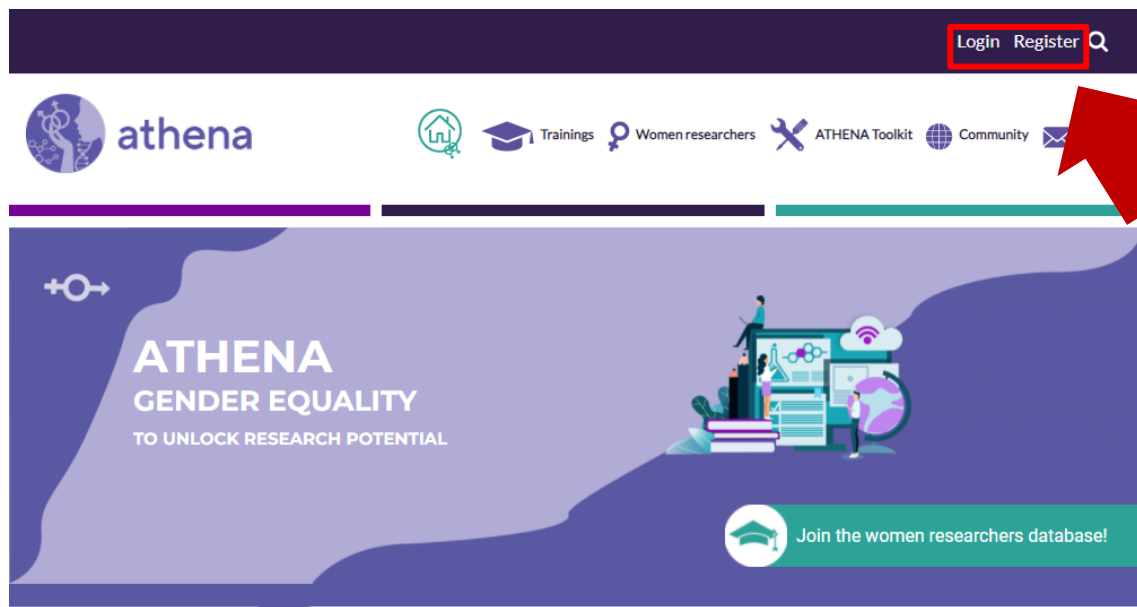 Login Register
athena
Trainings Women researchers ATHENA Toolkit Community
ATHENA
GENDER EQUALITY
TO UNLOCK RESEARCH POTENTIAL
Join the women researchers database!